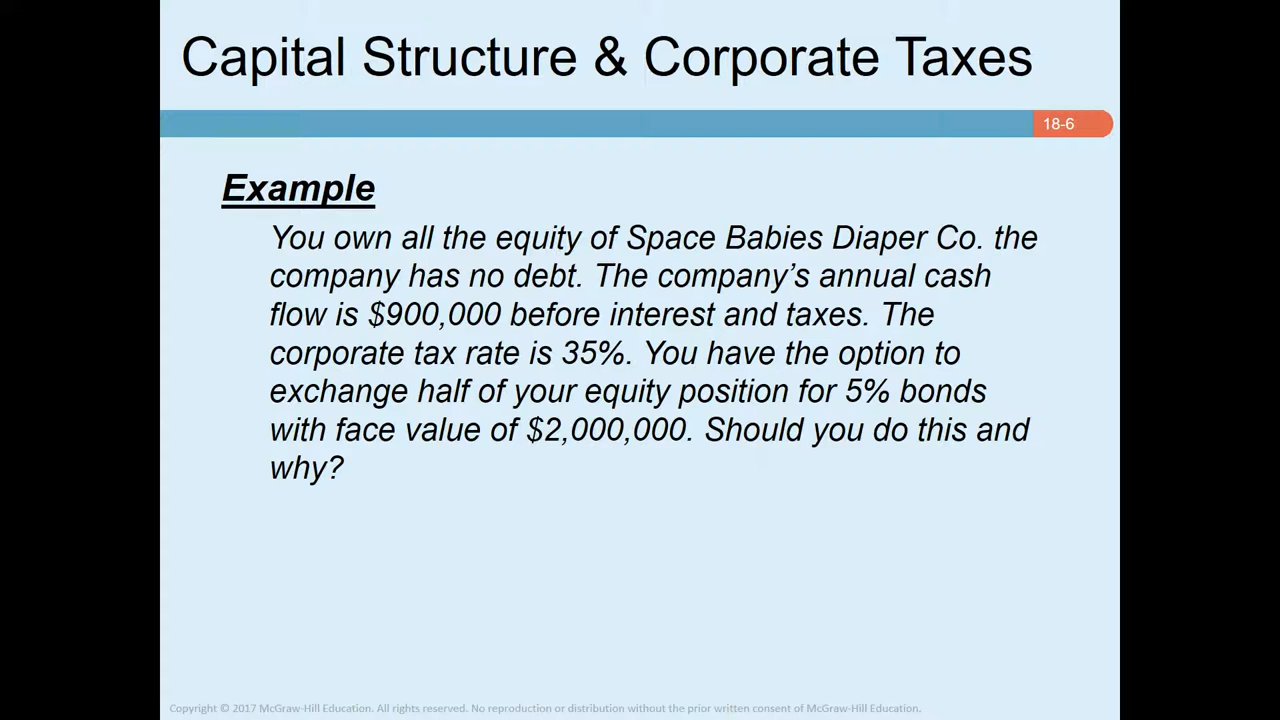 Capital Structure & Corporate Taxes
18-6
Example
You own all the equity of Space Babies Diaper Co. the
company has no debt. The company’s annual cash
flow is $900,000 before interest and taxes. The
corporate tax rate is 35%. You have the option to
exchange half of your equity position for 5% bonds
with face value of $2,000,000. Should you do this and
why?
Copyright © 2017 McGraw-Hill Education. All rights reserved. No reproduction or distribution without the prior written consent of McGraw-Hill Education.